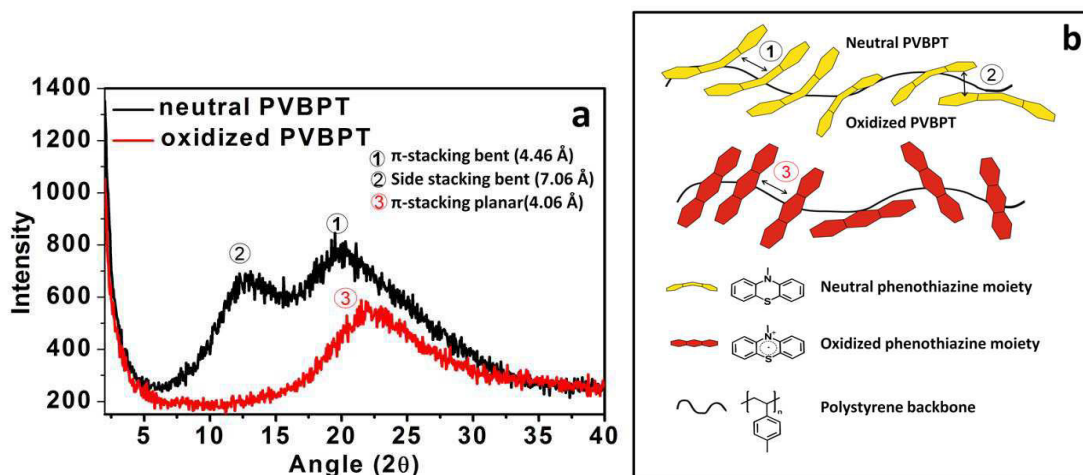 a
neutral PVBPT
oxidized PVBPT
1 π-stacking bent (4.46 Å)
2 Side stacking bent (7.06 Å)
3 π-stacking planar(4.06 Å)
1
2
3
1400
1200
1000
800
600
400
200
Intensity
5 10 15 20 25 30 35 40
Angle (2θ)
b
1
Neutral PVBPT
2
Oxidized PVBPT
3
N
S
Neutral phenothiazine moiety
N+
S
Oxidized phenothiazine moiety
n
Polystyrene backbone